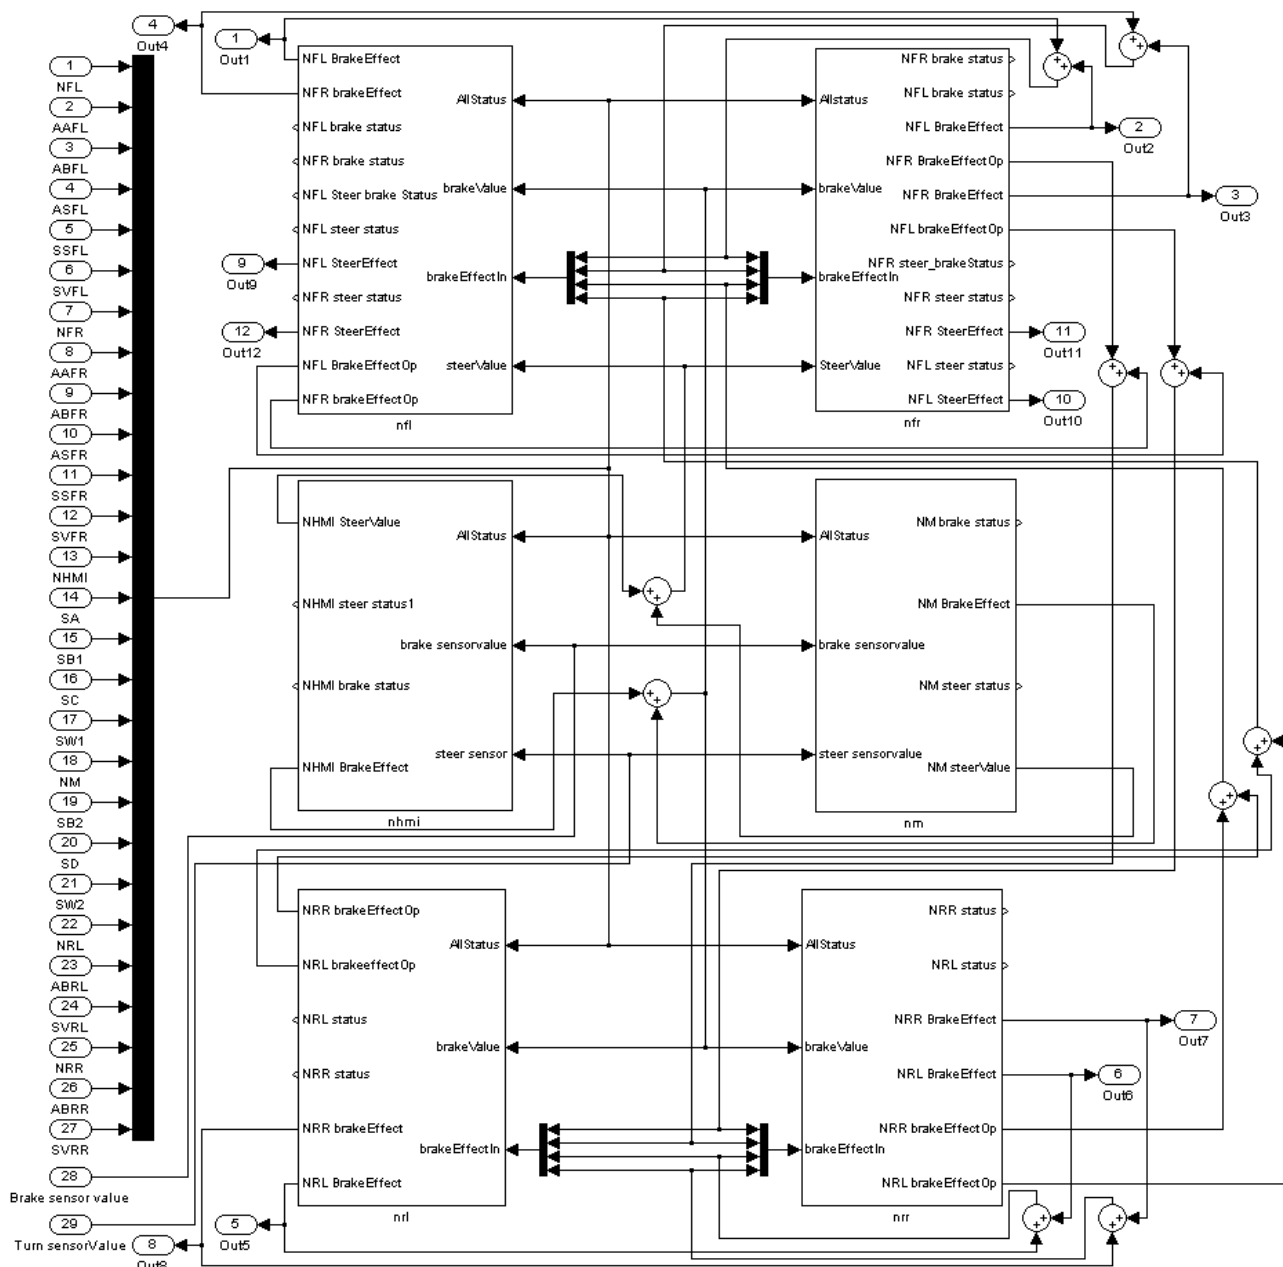 4
Out4
1
Out1
1
NFL
2
AAFL
3
ABFL
4
ASFL
5
SSFL
6
SVFL
7
NFR
8
AAFR
9
ABFR
10
ASFR
11
SSFR
12
SVFR
13
NHMI
14
SA
15
SB1
16
SC
17
SW1
18
NM
19
SB2
20
SD
21
SW2
22
NRL
23
ABRL
24
SVRL
25
NRR
26
ABRR
27
SVRR
28
Brake sensor value
29
Turn sensorValue
NFL BrakeEffect
NFR brakeEffect
NFL brake status
NFR brake status
NFL Steer brake Status
NFL steer status
NFL SteerEffect
NFR steer status
NFR SteerEffect
NFL BrakeEffectOp
NFR brakeEffectOp
AllStatus
brakeValue
brakeEffectIn
steerValue
nfl
9
Out9
12
Out12
Allstatus
brakeValue
brakeEffectIn
SteerValue
NFR brake status
NFL brake status
NFL BrakeEffect
NFR BrakeEffectOp
NFR BrakeEffect
NFL brakeEffectOp
NFR steer_brakeStatus
NFR steer status
NFR SteerEffect
NFL steer status
NFL SteerEffect
nfr
2
Out2
3
Out3
11
Out11
10
Out10
NHMI SteerValue
NHMI steer status1
NHMI brake status
NHMI BrakeEffect
AllStatus
brake sensorvalue
steer sensor
nhmi
AllStatus
brake sensorvalue
steer sensorvalue
NM brake status
NM BrakeEffect
NM steer status
NM steerValue
nm
NRR brakeEffectOp
NRL brakeeffectOp
NRL status
NRR status
NRR brakeEffect
NRL BrakeEffect
AllStatus
brakeValue
brakeEffectIn
nrl
AllStatus
brakeValue
brakeEffectIn
NRR status
NRL status
NRR BrakeEffect
NRL BrakeEffect
NRR brakeEffectOp
NRL brakeEffectOp
nrr
7
Out7
6
Out6
5
Out5
8
Out8